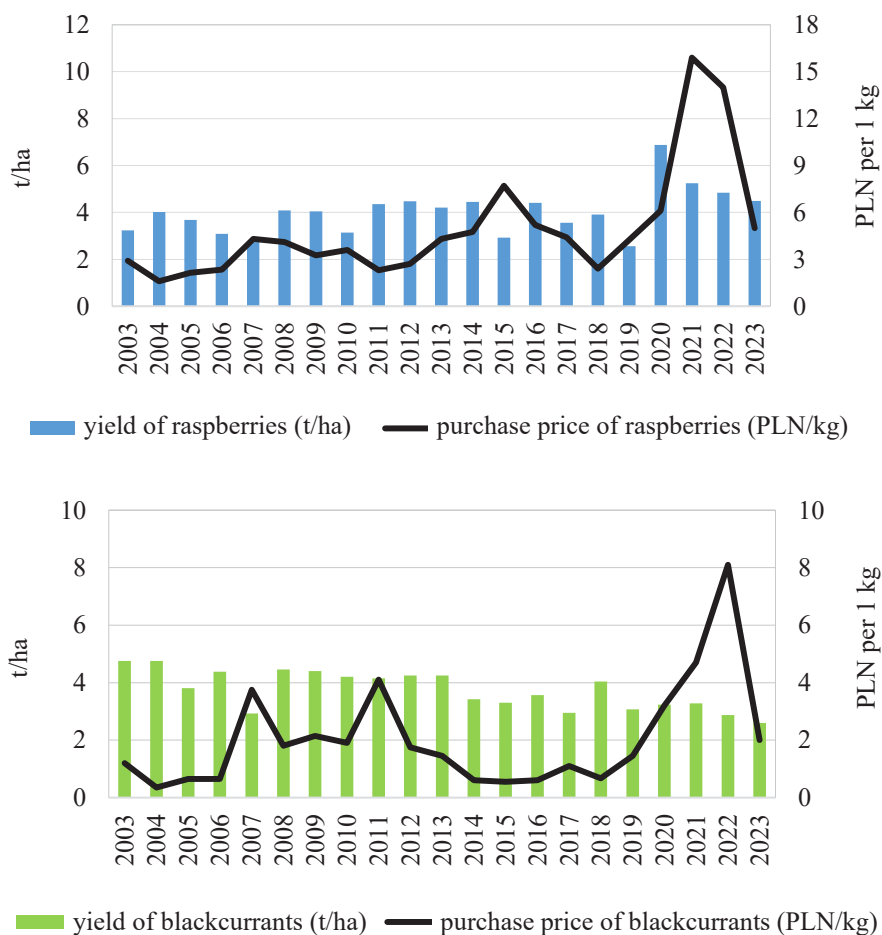 12 18
10 15
8 12
6 9
4 6
2 3
0 0
t/ha
PLN per 1 kg
2003 2004 2005 2006 2007 2008 2009 2010 2011 2012 2013 2014 2015 2016 2017 2018 2019 2020 2021 2022 2023
yield of raspberries (t/ha) purchase price of raspberries (PLN/kg)
10 10
8 8
6 6
4 4
2 2
0 0
t/ha
PLN per 1 kg
2003 2004 2005 2006 2007 2008 2009 2010 2011 2012 2013 2014 2015 2016 2017 2018 2019 2020 2021 2022 2023
yield of blackcurrants (t/ha) purchase price of blackcurrants (PLN/kg)